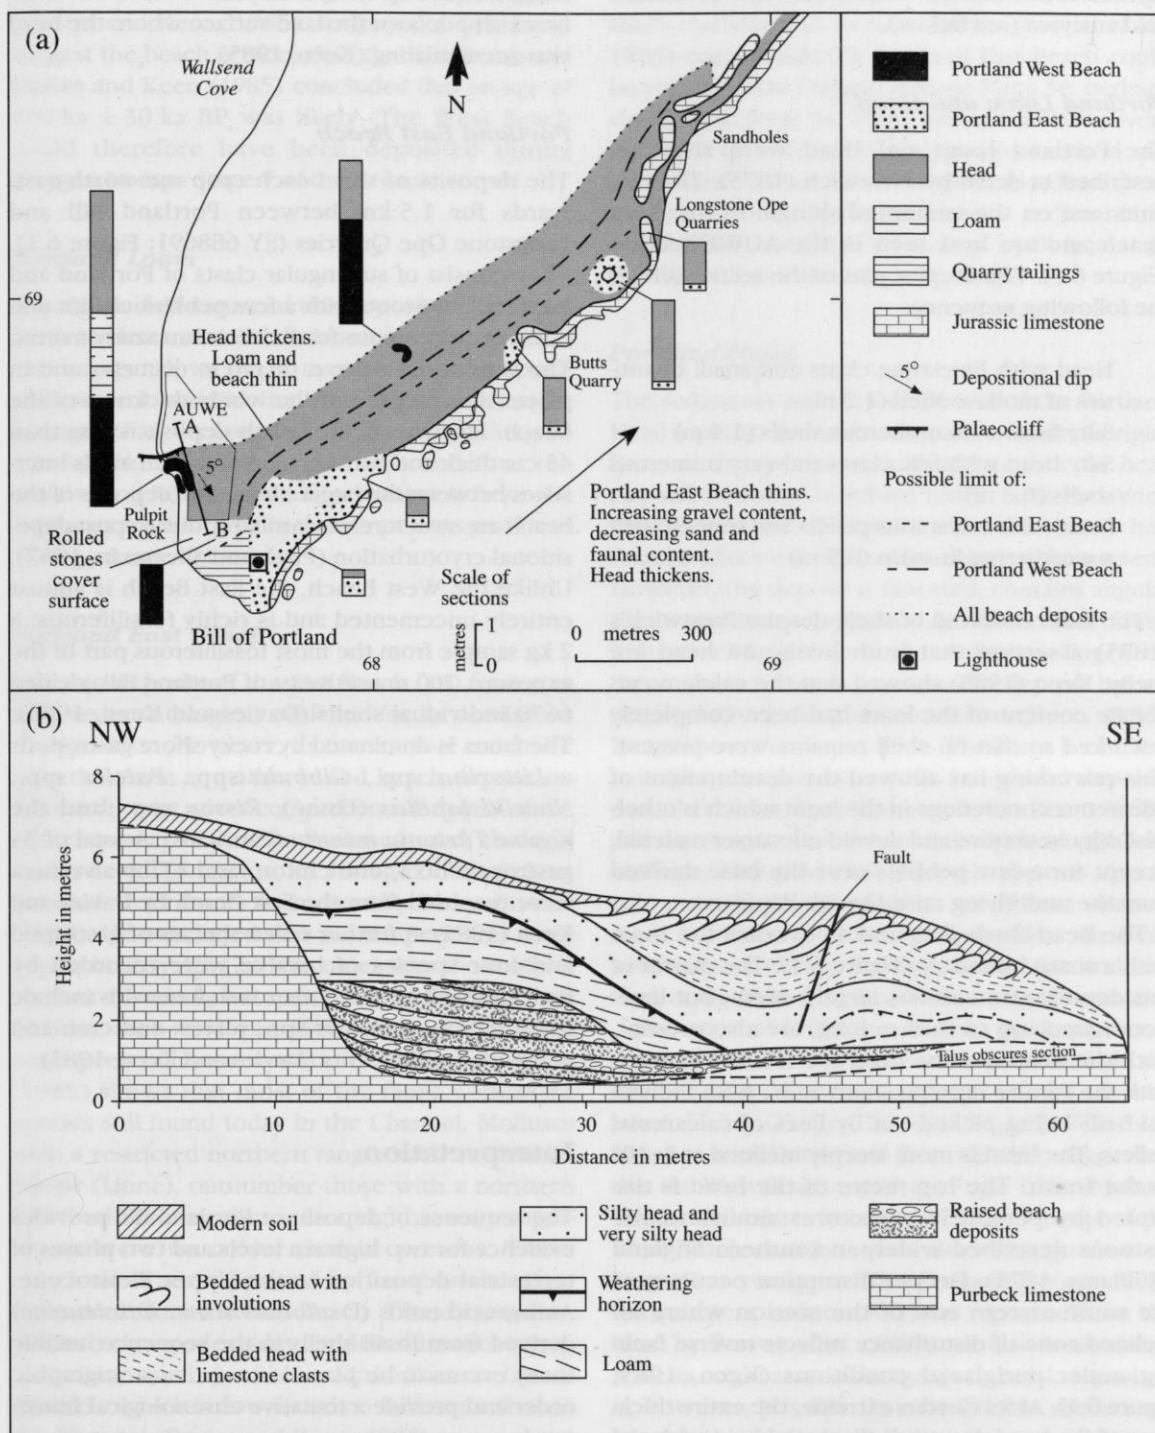 (a)
Wallsend
Cove
N
68
69
69
Sandholes
Longstone Ope
Quarries
Head thickens.
Loam and
beach thin
Butts
Quarry
AUWE
A
5°
B
Pulpit
Rock
Rolled
stones
cover
surface
Bill of Portland
Portland East Beach thins.
Increasing gravel content,
decreasing sand and
faunal content.
Head thickens.
Scale of
sections
metres
1
0
0 metres 300
68
69
Portland West Beach
Portland East Beach
Head
Loam
Quarry tailings
Jurassic limestone
5° Depositional dip
Palaeocliff
Possible limit of:
Portland East Beach
Portland West Beach
All beach deposits
Lighthouse
(b)
NW
SE
8
6
4
2
0
Height in metres
Fault
Talus obscures section
0 10 20 30 40 50 60
Distance in metres
Modern soil
Bedded head with
involutions
Bedded head with
limestone clasts
Silty head and
very silty head
Weathering
horizon
Loam
Raised beach
deposits
Purbeck limestone